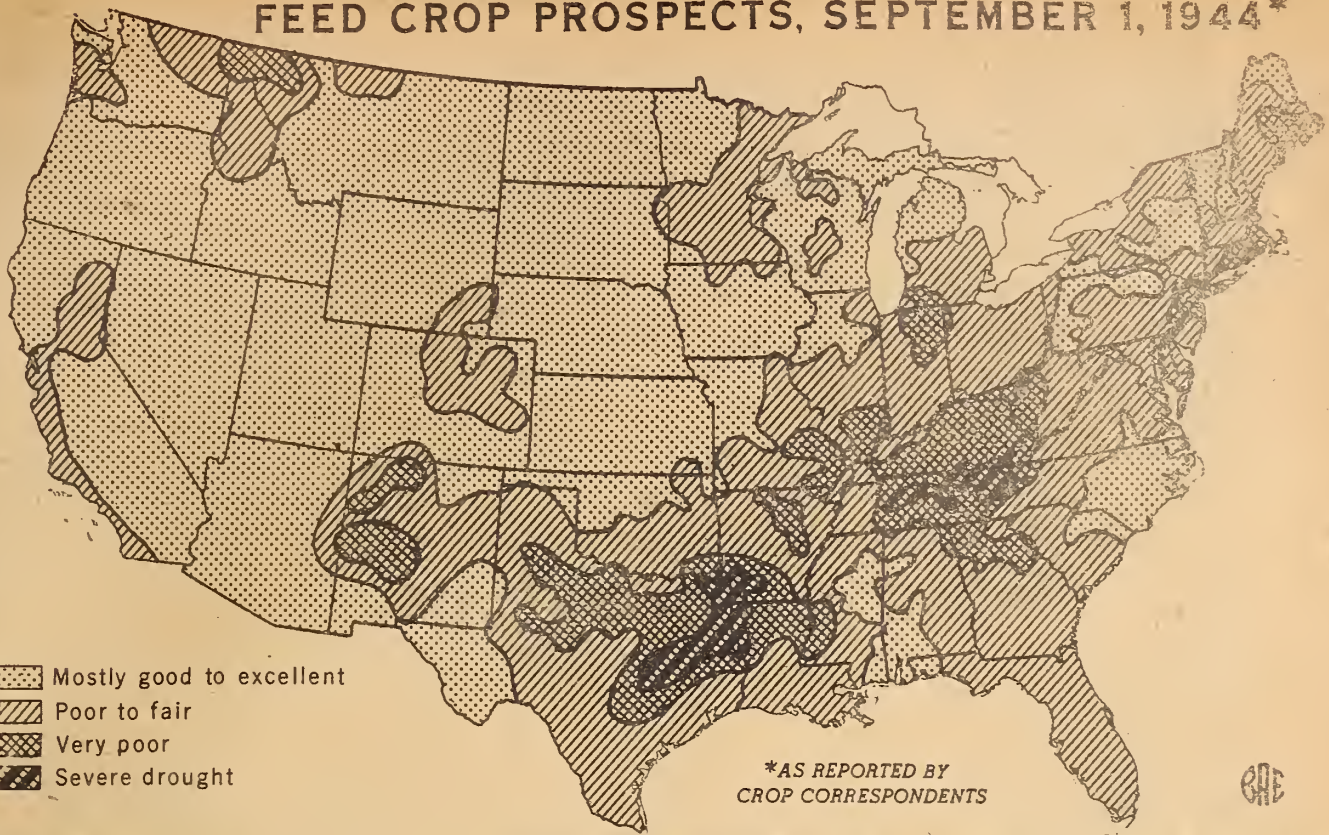 FEED CROP PROSPECTS, SEPTEMBER 1, 1944*
Mostly good to excellent
Poor to fair
Very poor
Severe drought
*AS REPORTED BY
CROP CORRESPONDENTS
BAE